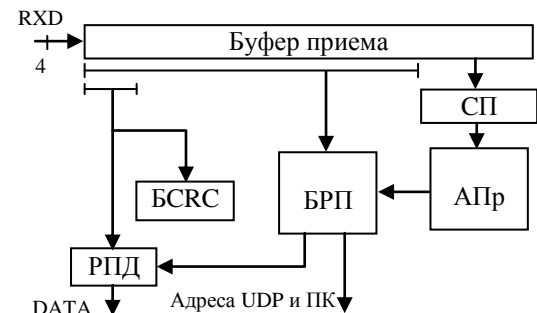 RXD
4
Буфер приема
СП
БCRC
БРП
АПр
РПД
DATA
Адреса UDP и ПК